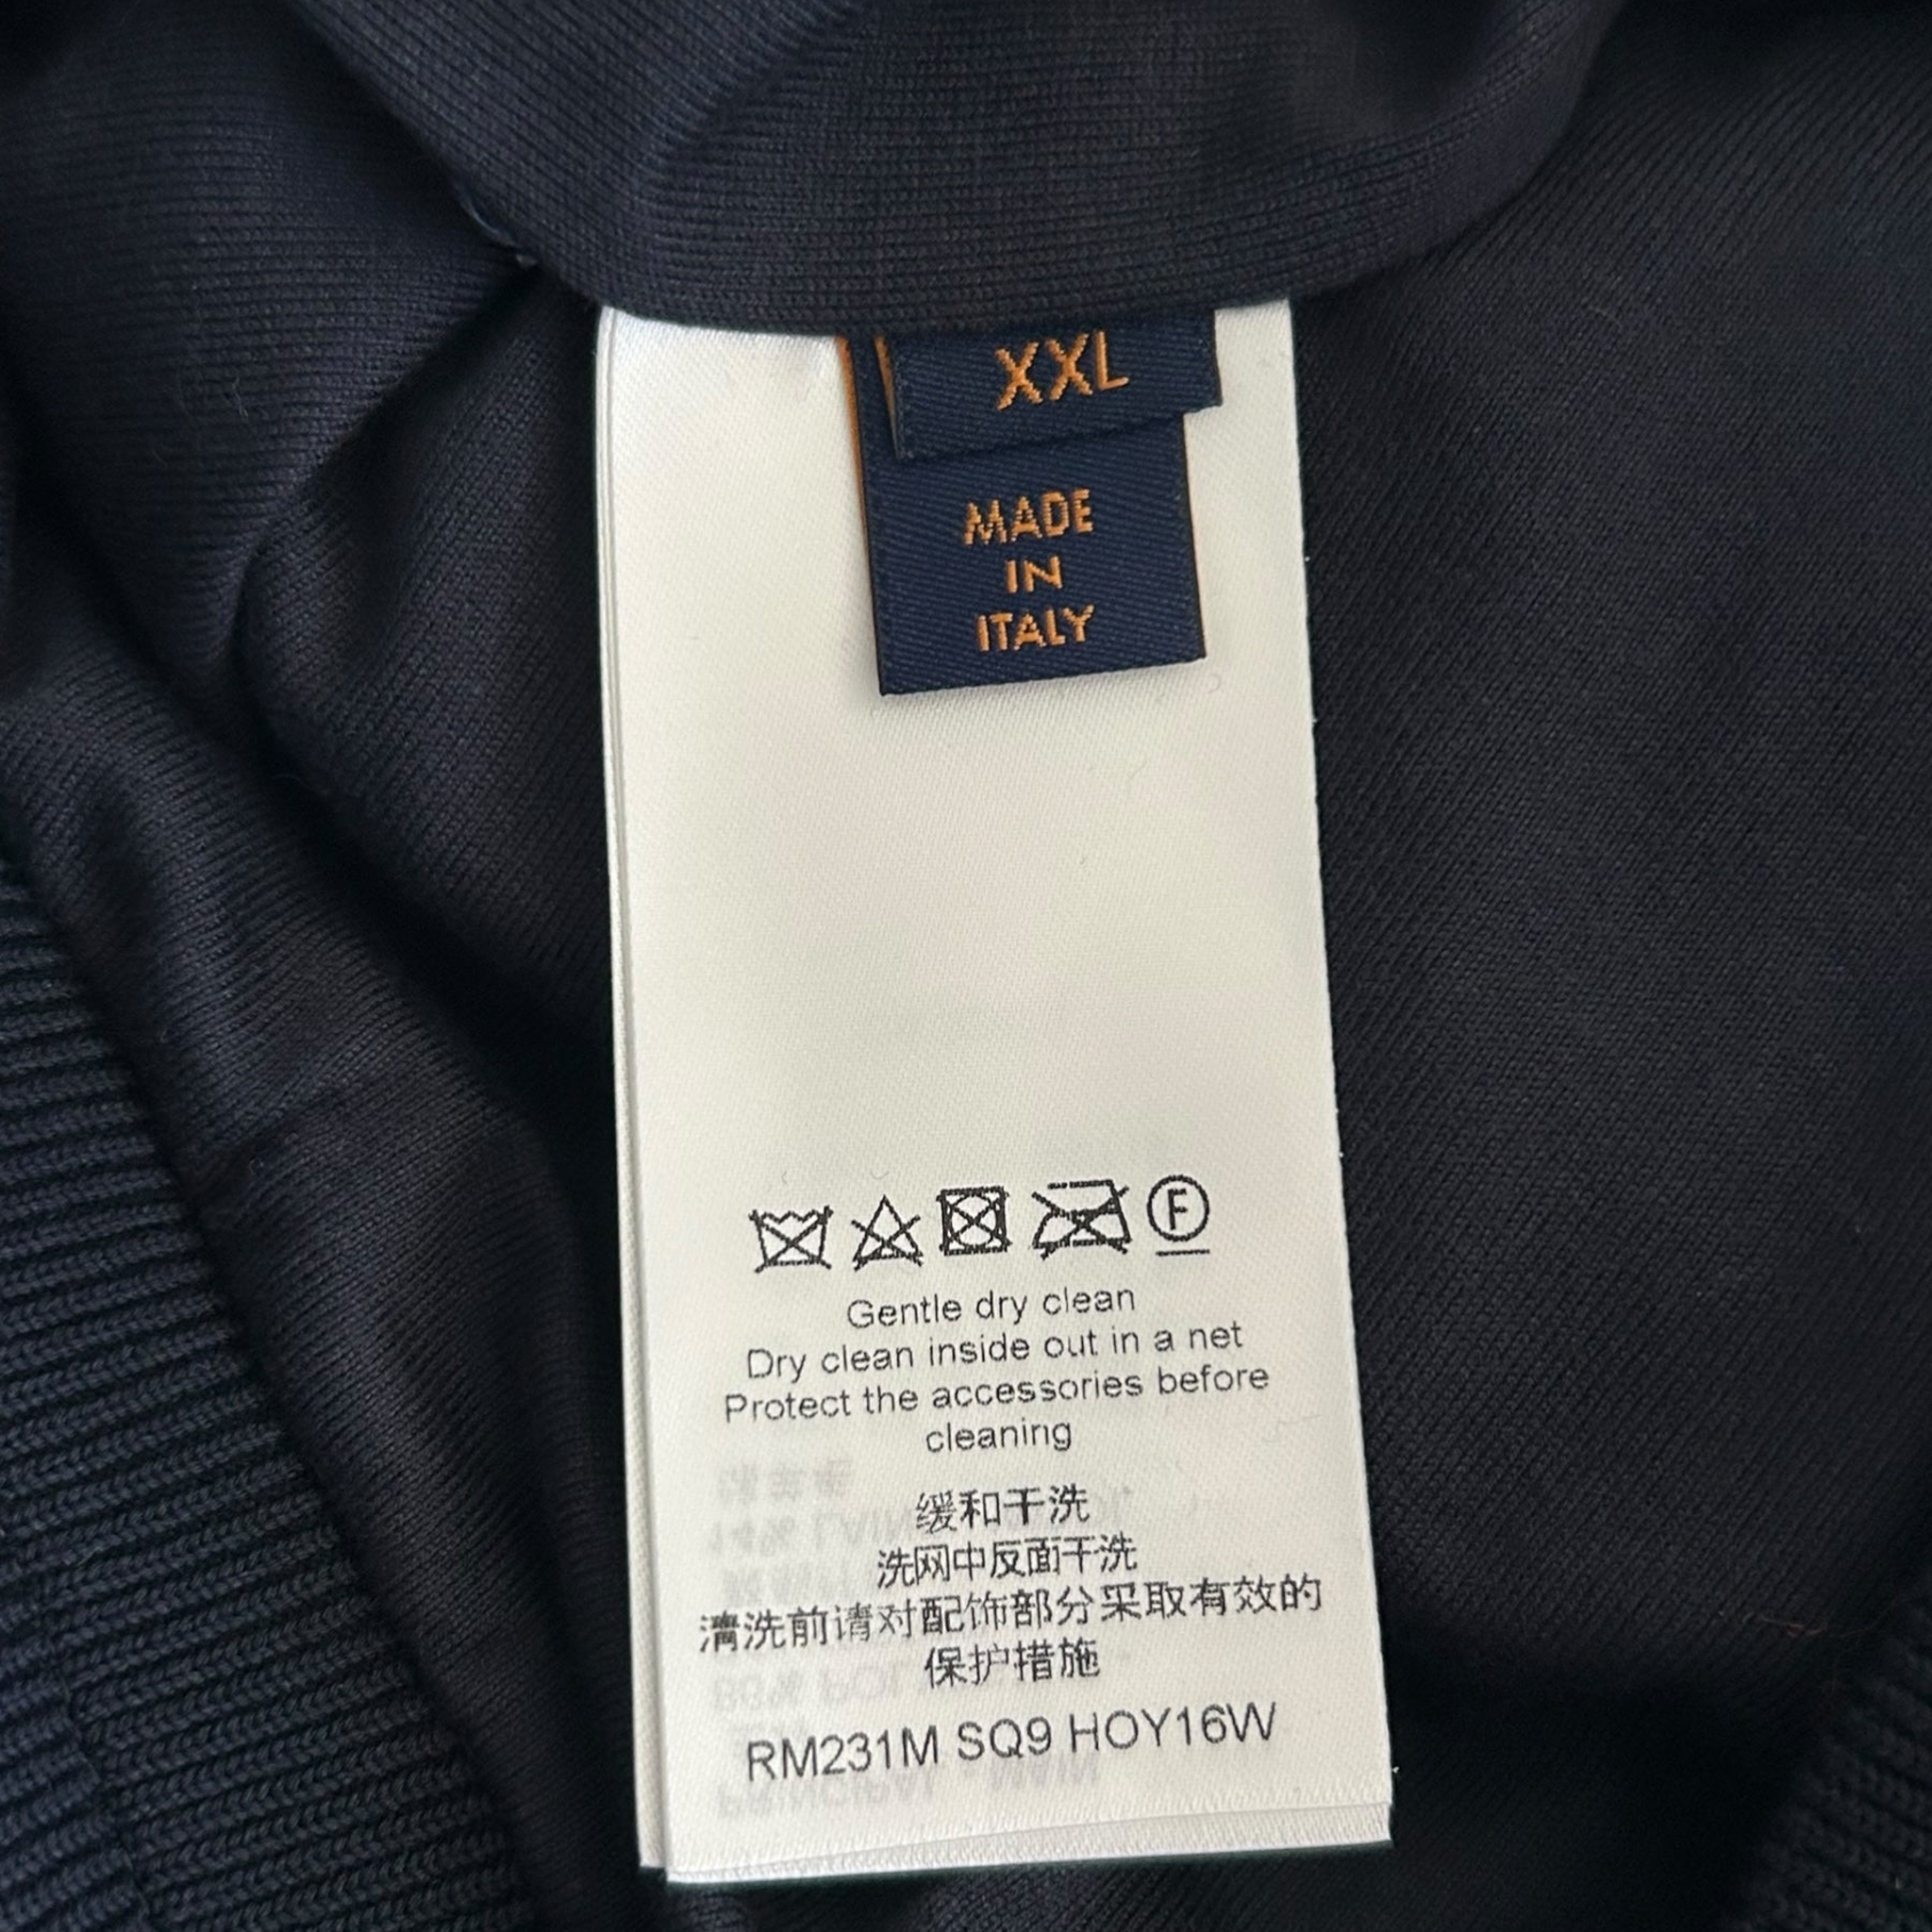 XXL
MADE
IN
ITALY
F
Gentle dry clean
Dry clean inside out in a net
Protect the accessories before
cleaning
缓和干洗
洗网中反面干洗
清洗前请对配饰部分采取有效的
保护措施
RM231M SQ9 HOY16W
PRINCIPAL MAIN